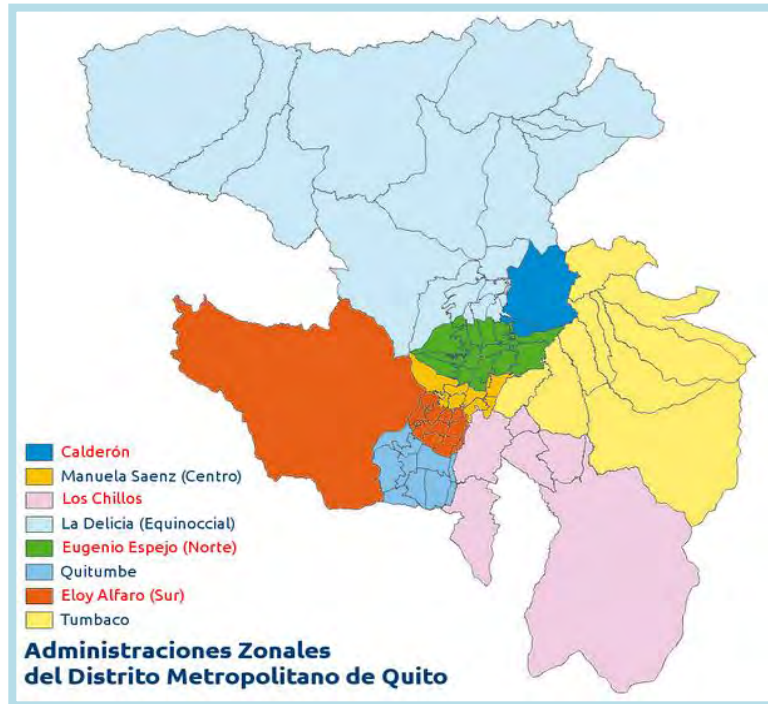 Calderón
Manuela Saenz (Centro)
Los Chillos
La Delicia (Equinoccial)
Eugenio Espejo (Norte)
Quitumbe
Eloy Alfaro (Sur)
Tumbaco
Administraciones Zonales
del Distrito Metropolitano de Quito